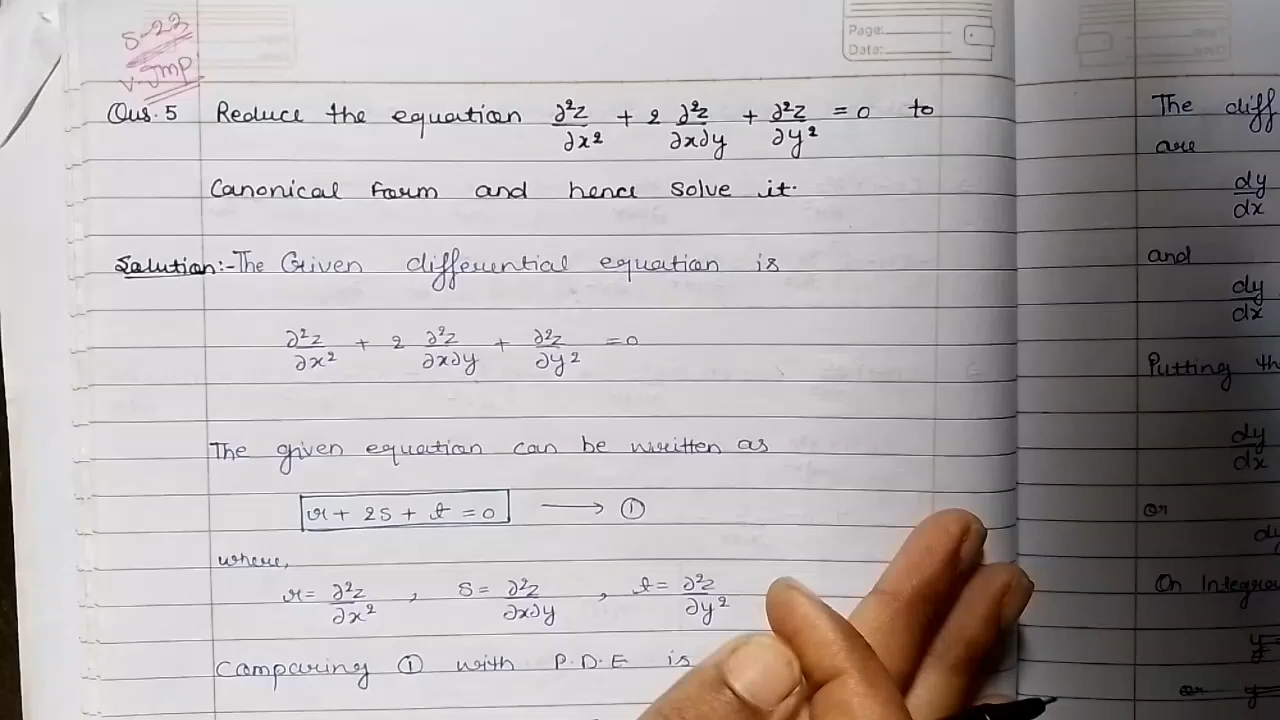 S-22
V.Imp
Page:
Date:
Ques. 5 Reduce the equation ∂²z/∂x² + 2 ∂²z/∂x∂y + ∂²z/∂y² = 0 to
Canonical Form and hence solve it.
Solution:- The Given differential equation is
∂²z/∂x² + 2 ∂²z/∂x∂y + ∂²z/∂y² = 0
The given equation can be written as
r + 2s + t = 0 → ①
where,
r = ∂²z/∂x² , s = ∂²z/∂x∂y , t = ∂²z/∂y²
Comparing ① with P.D.E is
The diff
are
dy/dx
and
dy/dx
Putting th
dy/dx
or
On Integra